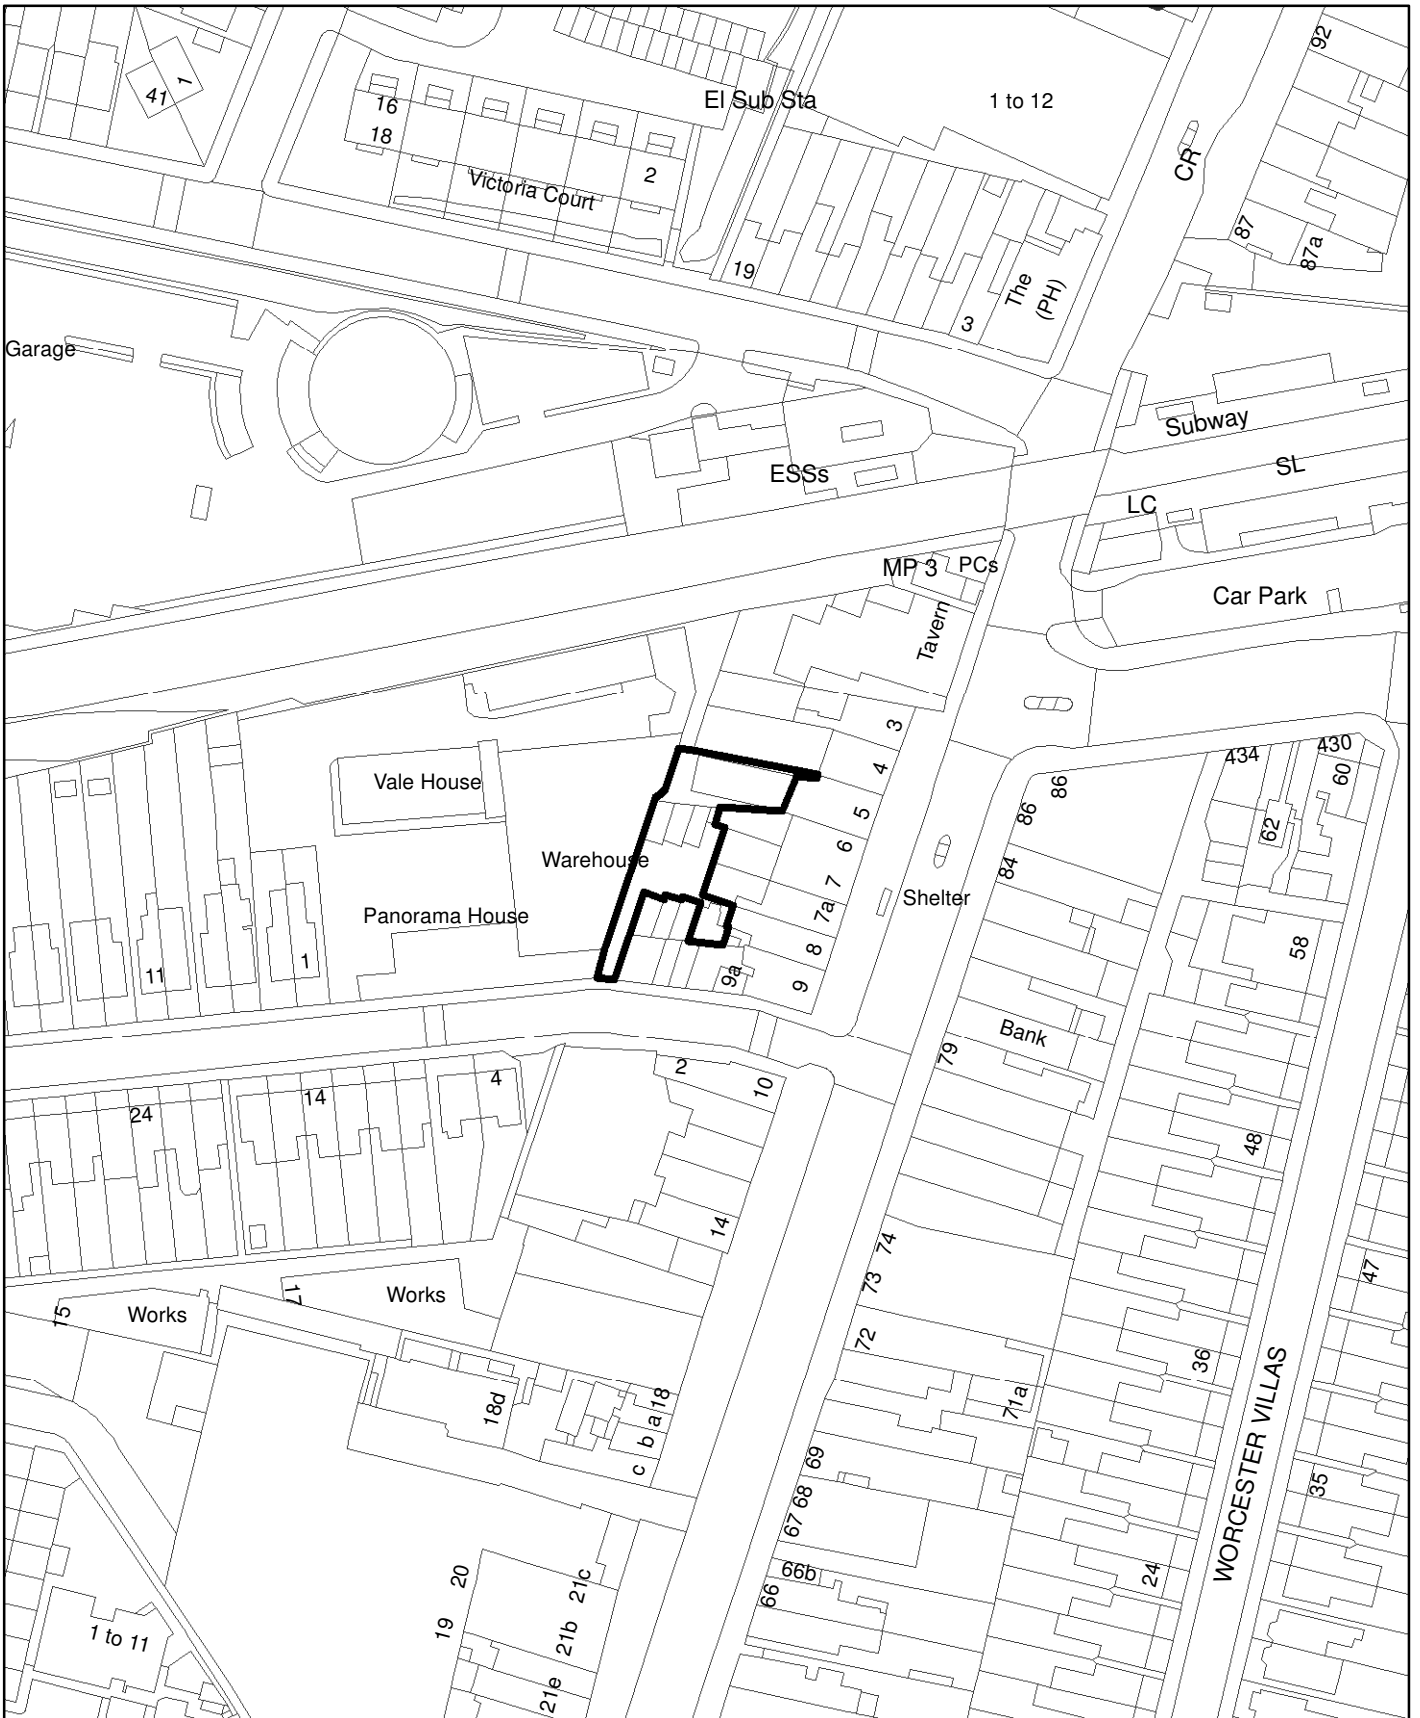 92
41
1
16
18
El Sub Sta
1 to 12
2
Victoria Court
CR
87
87a
19
The
(PH)
3
Garage
Subway
ESSs
SL
LC
MP 3
PCs
Car Park
Tavern
3
4
434
430
60
Vale House
5
86
86
62
6
Warehouse
84
7
Shelter
Panorama House
7a
8
58
11
1
9a
9
Bank
79
2
4
10
14
24
48
14
74
73
47
15
Works
17
Works
72
36
18d
18
a
b
c
71a
WORCESTER VILLAS
69
68
67
35
20
21c
66b
66
24
19
21b
1 to 11
21e